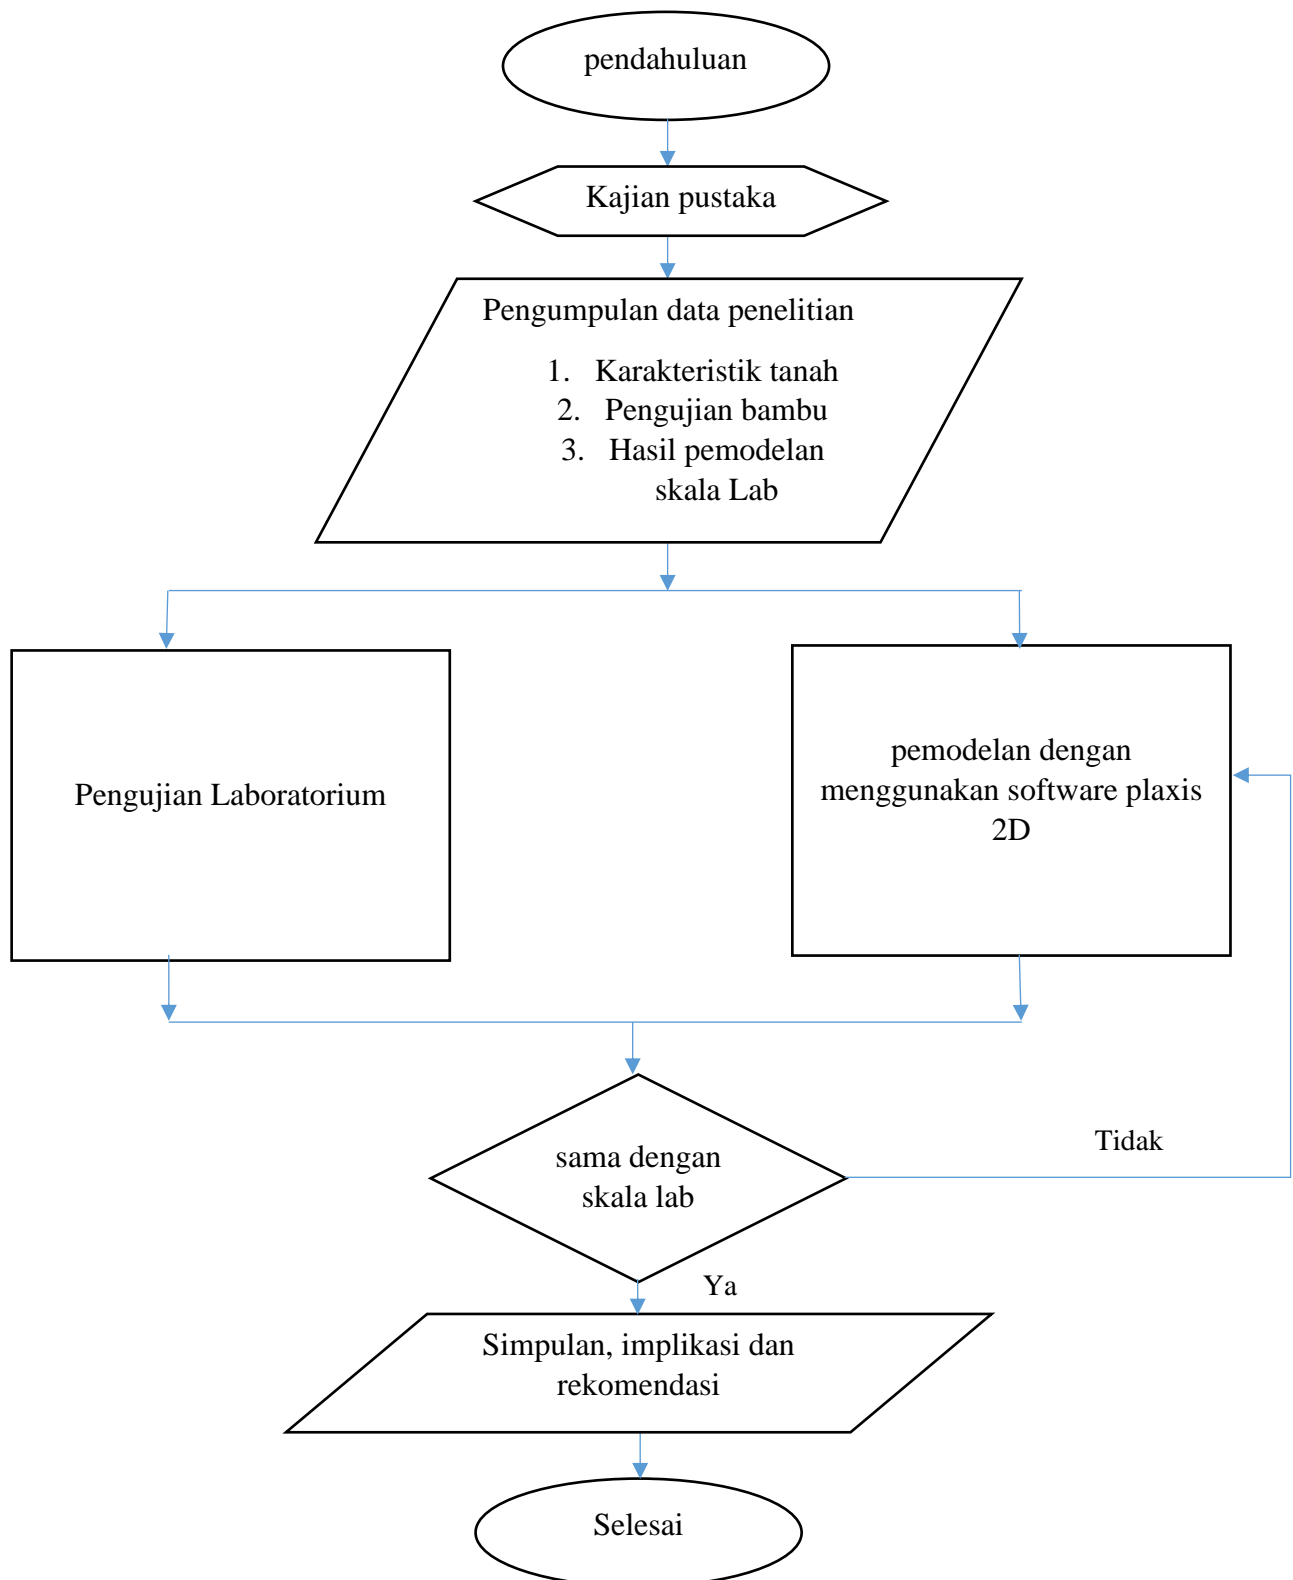 pendahuluan
Kajian pustaka
Pengumpulan data penelitian
1. Karakteristik tanah
2. Pengujian bambu
3. Hasil pemodelan
skala Lab
Pengujian Laboratorium
pemodelan dengan
menggunakan software plaxis
2D
sama dengan
skala lab
Tidak
Ya
Simpulan, implikasi dan
rekomendasi
Selesai